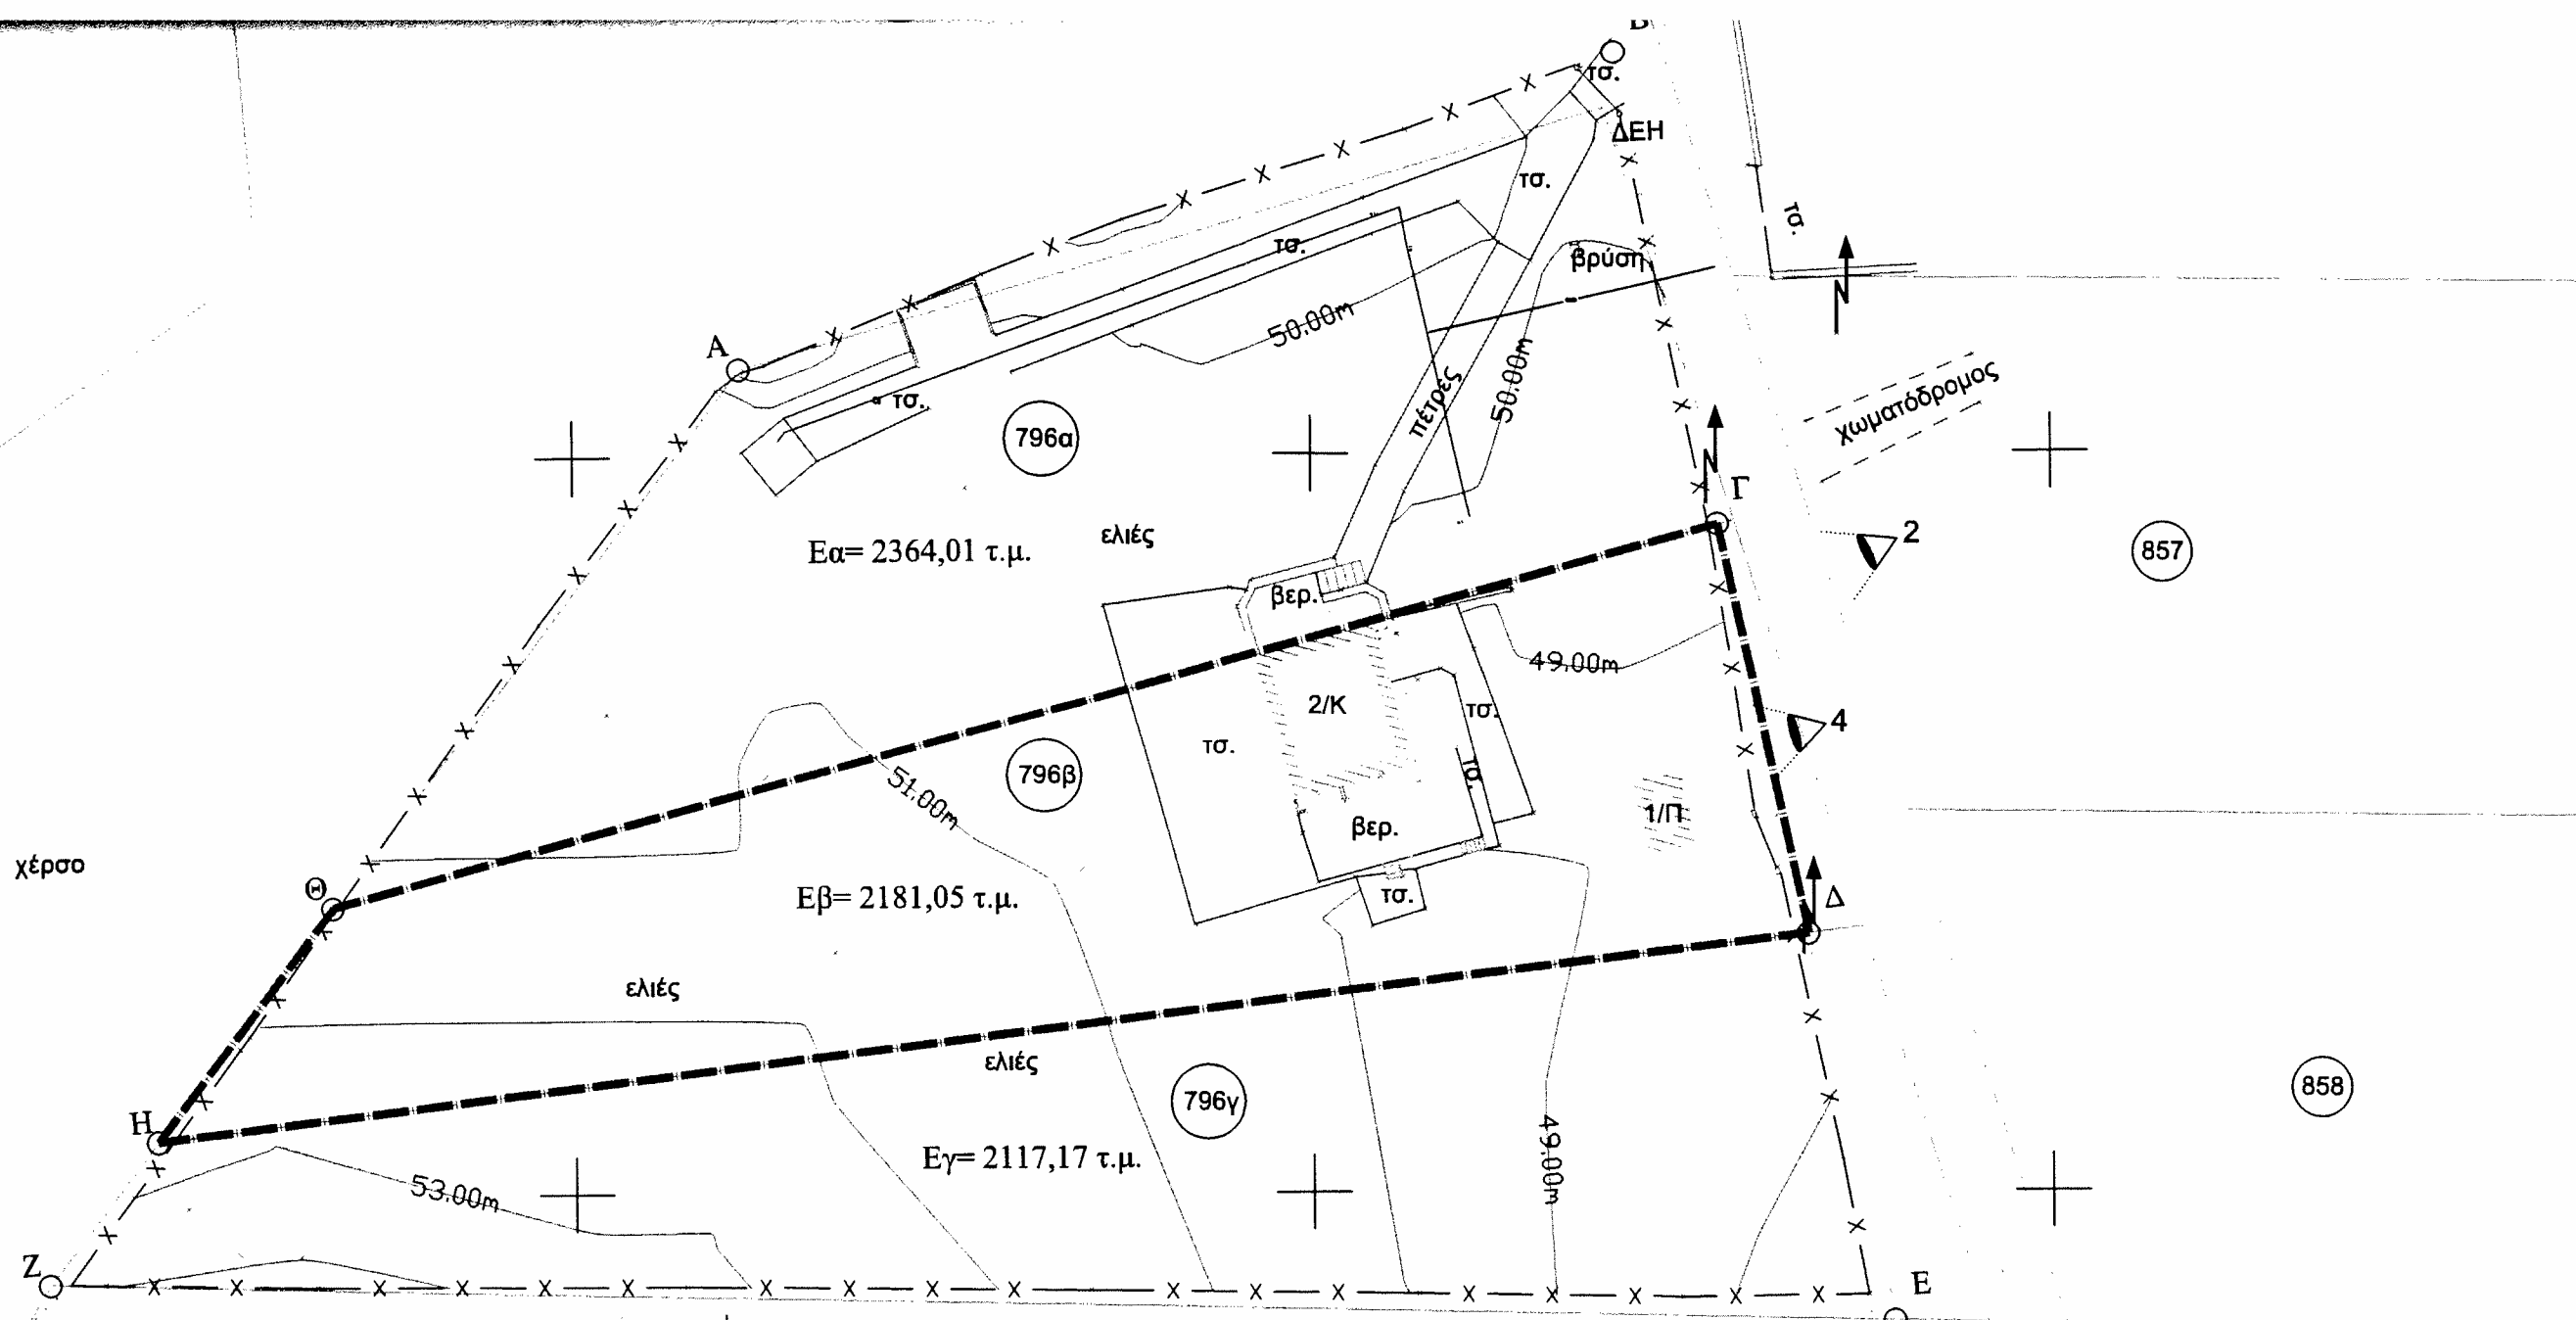 Β
τσ.
ΔΕΗ
τσ.
τσ.
τσ.
βρύση
50.00m
Α
τσ.
796α
πέτρες
50.00m
χωματόδρομος
Γ
Εα= 2364,01 τ.μ.
ελιές
2
857
βερ.
49.00m
2/Κ
τσ.
4
τσ.
796β
51.00m
τσ.
1/Π
βερ.
χέρσο
Θ
Εβ= 2181,05 τ.μ.
τσ.
Δ
ελιές
ελιές
796γ
858
Η
Εγ= 2117,17 τ.μ.
49.00m
53.00m
Ζ
Ε